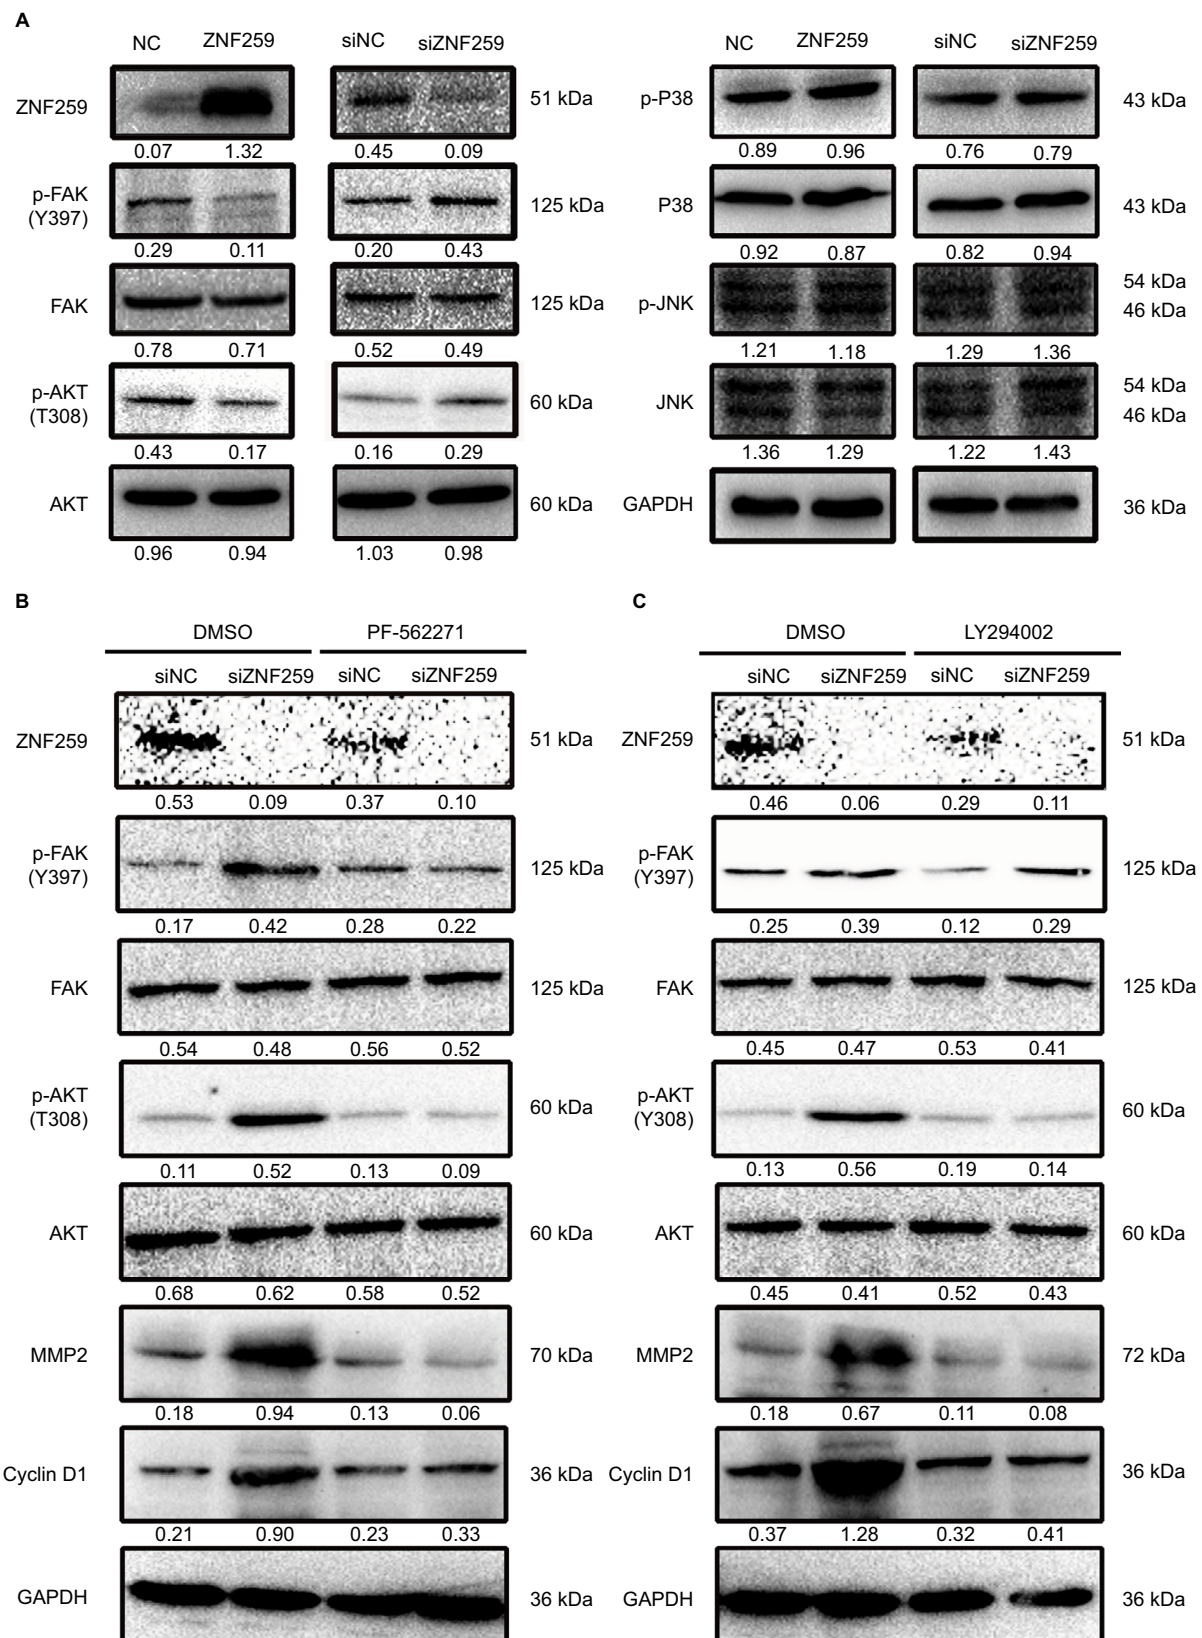 A
NC ZNF259 siNC siZNF259 NC ZNF259 siNC siZNF259
ZNF259 51 kDa p-P38 43 kDa
0.07 1.32 0.45 0.09 0.89 0.96 0.76 0.79
p-FAK
(Y397) 125 kDa P38 43 kDa
0.29 0.11 0.20 0.43 0.92 0.87 0.82 0.94
FAK 125 kDa p-JNK 54 kDa
46 kDa
0.78 0.71 0.52 0.49 1.21 1.18 1.29 1.36
p-AKT
(T308) 60 kDa JNK 54 kDa
46 kDa
0.43 0.17 0.16 0.29 1.36 1.29 1.22 1.43
AKT 60 kDa GAPDH 36 kDa
0.96 0.94 1.03 0.98
B
DMSO PF-562271
siNC siZNF259 siNC siZNF259
ZNF259 51 kDa
0.53 0.09 0.37 0.10
p-FAK
(Y397) 125 kDa
0.17 0.42 0.28 0.22
FAK 125 kDa
0.54 0.48 0.56 0.52
p-AKT
(T308) 60 kDa
0.11 0.52 0.13 0.09
AKT 60 kDa
0.68 0.62 0.58 0.52
MMP2 70 kDa
0.18 0.94 0.13 0.06
Cyclin D1 36 kDa
0.21 0.90 0.23 0.33
GAPDH 36 kDa
C
DMSO LY294002
siNC siZNF259 siNC siZNF259
ZNF259 51 kDa
0.46 0.06 0.29 0.11
p-FAK
(Y397) 125 kDa
0.25 0.39 0.12 0.29
FAK 125 kDa
0.45 0.47 0.53 0.41
p-AKT
(Y308) 60 kDa
0.13 0.56 0.19 0.14
AKT 60 kDa
0.45 0.41 0.52 0.43
MMP2 72 kDa
0.18 0.67 0.11 0.08
Cyclin D1 36 kDa
0.37 1.28 0.32 0.41
GAPDH 36 kDa